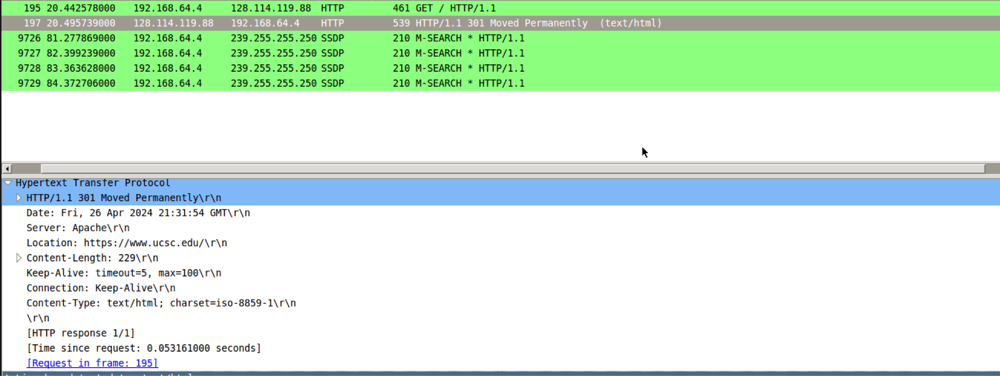 195 20.442578000 192.168.64.4 128.114.119.88 HTTP 461 GET / HTTP/1.1
197 20.495739000 128.114.119.88 192.168.64.4 HTTP 539 HTTP/1.1 301 Moved Permanently (text/html)
9726 81.277869000 192.168.64.4 239.255.255.250 SSDP 210 M-SEARCH * HTTP/1.1
9727 82.399239000 192.168.64.4 239.255.255.250 SSDP 210 M-SEARCH * HTTP/1.1
9728 83.363628000 192.168.64.4 239.255.255.250 SSDP 210 M-SEARCH * HTTP/1.1
9729 84.372706000 192.168.64.4 239.255.255.250 SSDP 210 M-SEARCH * HTTP/1.1
Hypertext Transfer Protocol
HTTP/1.1 301 Moved Permanently\r\n
Date: Fri, 26 Apr 2024 21:31:54 GMT\r\n
Server: Apache\r\n
Location: https://www.ucsc.edu/\r\n
Content-Length: 229\r\n
Keep-Alive: timeout=5, max=100\r\n
Connection: Keep-Alive\r\n
Content-Type: text/html; charset=iso-8859-1\r\n
\r\n
[HTTP response 1/1]
[Time since request: 0.053161000 seconds]
[Request in frame: 195]